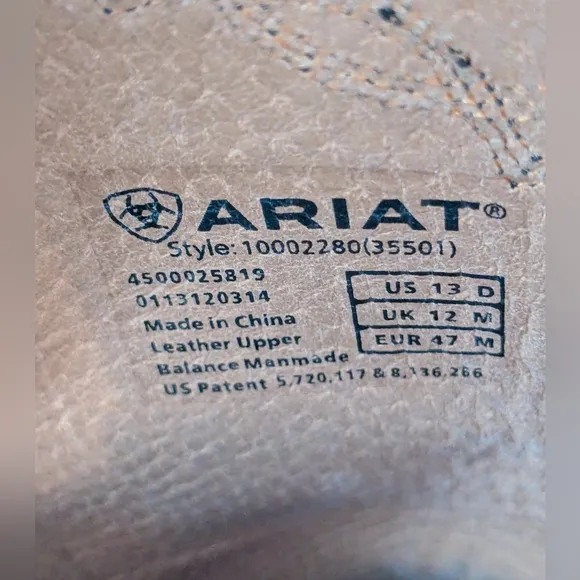 ARIAT®
Style: 10002280(35501)
4500025819
0113120314
Made in China
Leather Upper
Balance Manmade
US Patent 5,720,117 & 8,136,266
US 13 D
UK 12 M
EUR 47 M